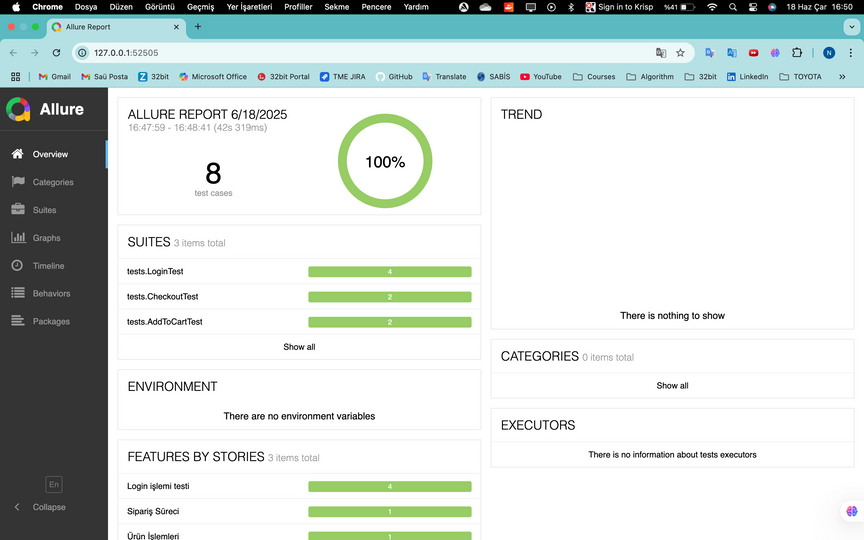 Chrome Dosya Düzen Görüntü Geçmiş Yer İşaretleri Profiller Sekme Pencere Yardım Sign in to Krisp %41 18 Haz Çar 16:50
Allure Report
127.0.0.1:52505
Gmail Saü Posta 32bit Microsoft Office 32bit Portal TME JIRA GitHub Translate SABİS YouTube Courses Algorithm 32bit LinkedIn TOYOTA
N
Allure
Overview
Categories
Suites
Graphs
Timeline
Behaviors
Packages
En
Collapse
ALLURE REPORT 6/18/2025
16:47:59 - 16:48:41 (42s 319ms)
8
test cases
100%
SUITES 3 items total
tests.LoginTest 4
tests.CheckoutTest 2
tests.AddToCartTest 2
Show all
ENVIRONMENT
There are no environment variables
FEATURES BY STORIES 3 items total
Login işlemi testi 4
Sipariş Süreci 1
Ürün İşlemleri 1
TREND
There is nothing to show
CATEGORIES 0 items total
Show all
EXECUTORS
There is no information about tests executors